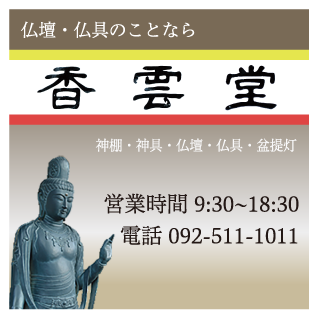 仏壇・仏具のことなら
香雲堂
神棚・神具・仏壇・仏具・盆提灯
営業時間 9:30~18:30
電話 092-511-1011